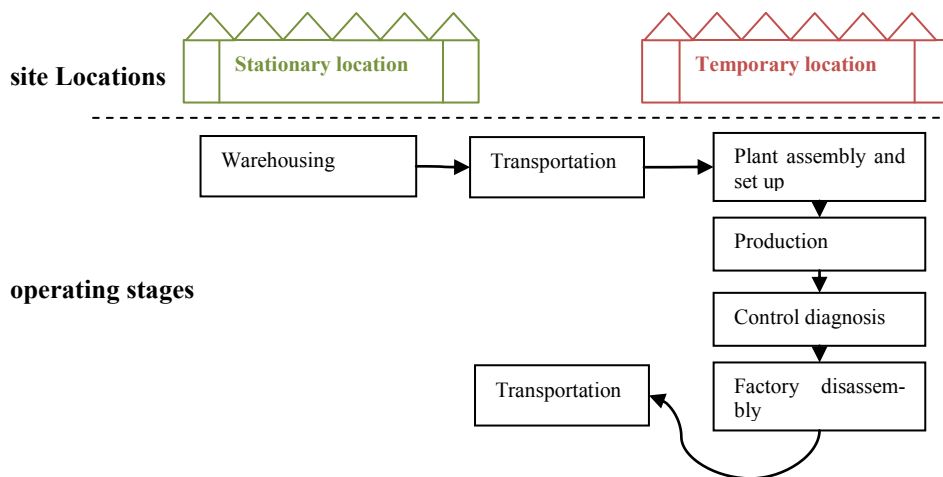 Stationary location
Temporary location
site Locations
Warehousing
Transportation
Plant assembly and
set up
Production
operating stages
Control diagnosis
Transportation
Factory disassem-
bly